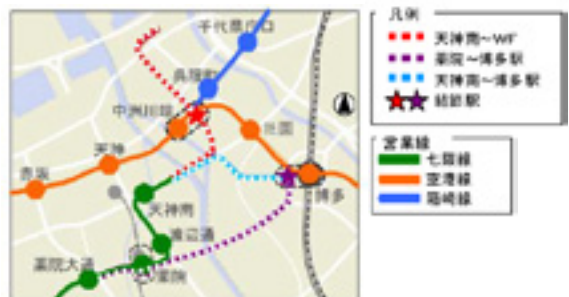 千代県庁口
呉服町
中洲川端
祇園
天神
赤坂
博多
天神南
渡辺通
薬院大通
薬院
凡例
天神南~WF
薬院~博多駅
天神南~博多駅
結節駅
営業線
七隈線
空港線
箱崎線